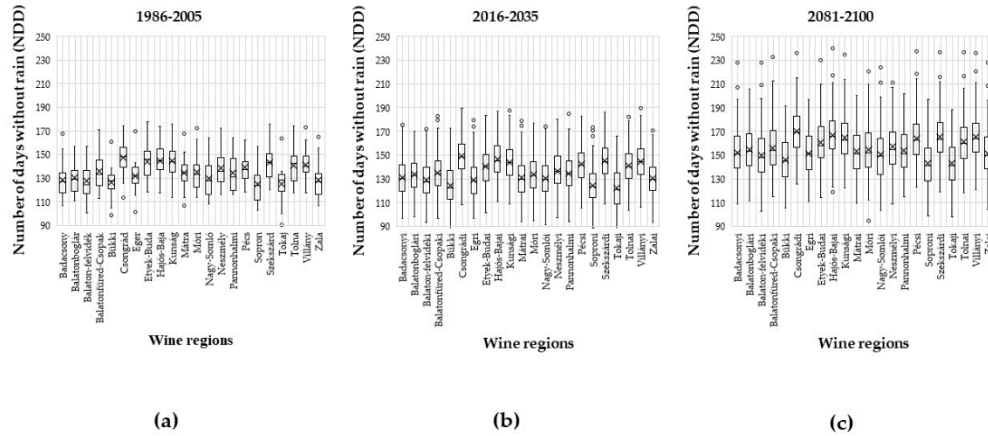 1986-2005
Number of days without rain (NDD)
250
230
210
190
170
150
130
110
90
Badacsony
Balatonboglár
Balaton-felvidék
Balatonfüred-Csopak
Bükki
Csongrád
Eger
Etyek-Buda
Hajós-Baja
Kunság
Mátra
Móri
Nagy-Somló
Neszmély
Pannonhalmi
Pécs
Sopron
Szekszárd
Tokaj
Tolna
Villány
Zala
Wine regions
(a)
2016-2035
Number of days without rain (NDD)
250
230
210
190
170
150
130
110
90
Badacsonyi
Balatonboglári
Balaton-felvidéki
Balatonfüred-Csopaki
Bükki
Csongrádi
Egri
Etyek-Budai
Hajós-Bajai
Kunsági
Mátrai
Móri
Nagy-Somlói
Neszmélyi
Pannonhalmi
Pécsi
Soproni
Szekszárdi
Tokaji
Tolnai
Villányi
Zalai
Wine regions
(b)
2081-2100
Number of days without rain (NDD)
250
230
210
190
170
150
130
110
90
Badacsonyi
Balatonboglári
Balaton-felvidéki
Balatonfüred-Csopaki
Bükki
Csongrádi
Egri
Etyek-Budai
Hajós-Bajai
Kunsági
Mátrai
Móri
Nagy-Somlói
Neszmélyi
Pannonhalmi
Pécsi
Soproni
Szekszárdi
Tokaji
Tolnai
Villányi
Zalai
Wine regions
(c)